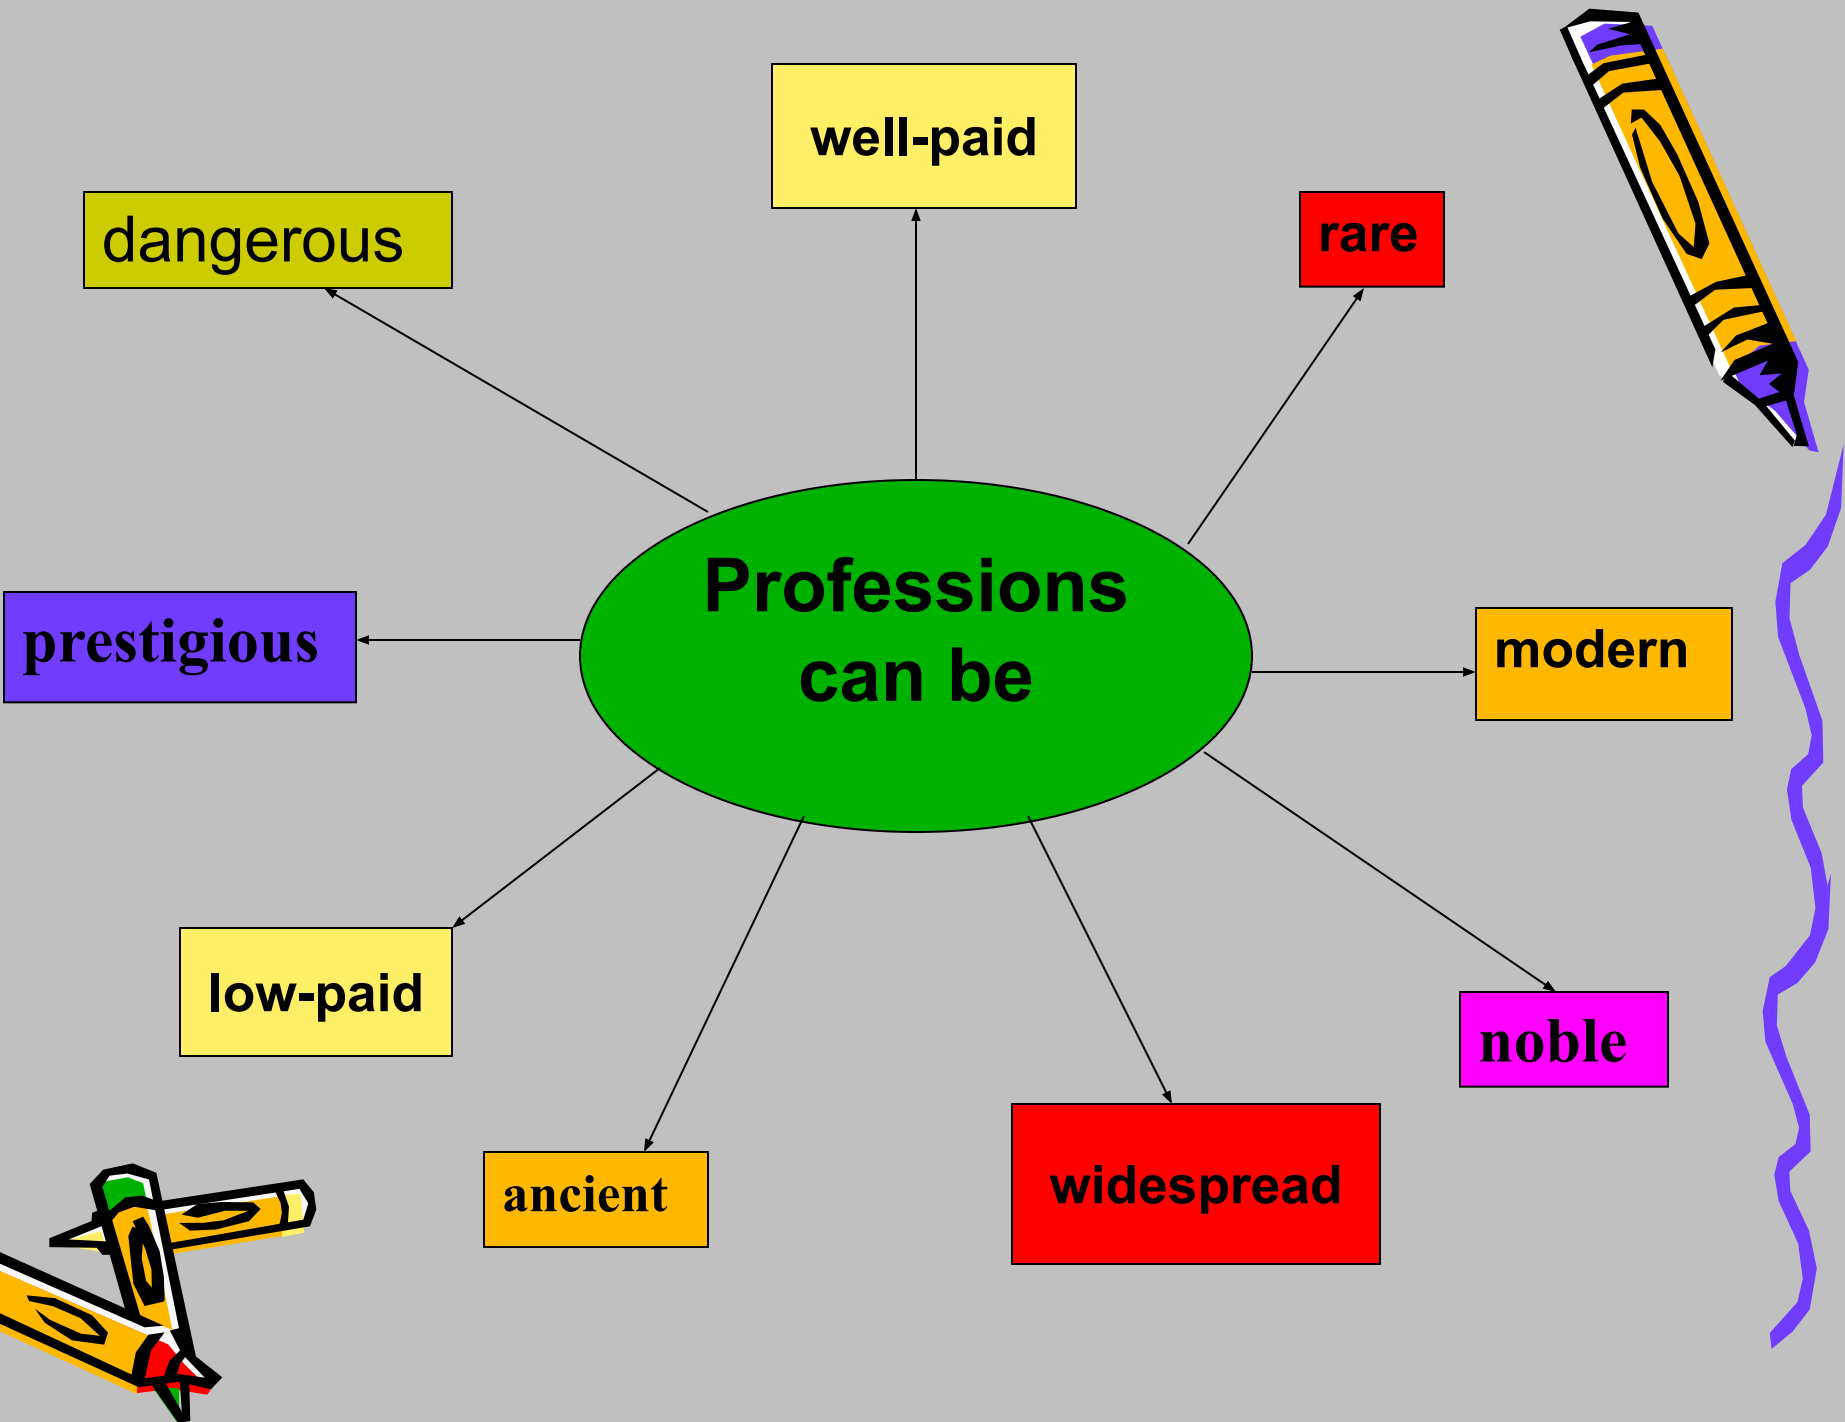 well-paid
dangerous
rare
Professions
can be
prestigious
modern
low-paid
noble
ancient
widespread